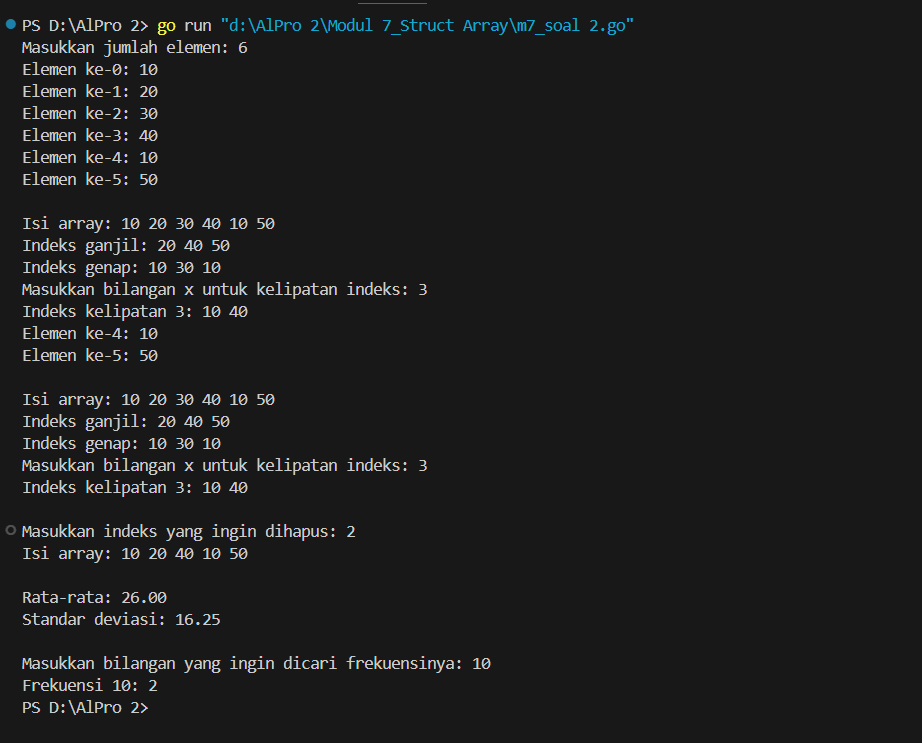 PS D:\AlPro 2> go run "d:\AlPro 2\Modul 7_Struct Array\m7_soal 2.go"
Masukkan jumlah elemen: 6
Elemen ke-0: 10
Elemen ke-1: 20
Elemen ke-2: 30
Elemen ke-3: 40
Elemen ke-4: 10
Elemen ke-5: 50

Isi array: 10 20 30 40 10 50
Indeks ganjil: 20 40 50
Indeks genap: 10 30 10
Masukkan bilangan x untuk kelipatan indeks: 3
Indeks kelipatan 3: 10 40
Elemen ke-4: 10
Elemen ke-5: 50

Isi array: 10 20 30 40 10 50
Indeks ganjil: 20 40 50
Indeks genap: 10 30 10
Masukkan bilangan x untuk kelipatan indeks: 3
Indeks kelipatan 3: 10 40

Masukkan indeks yang ingin dihapus: 2
Isi array: 10 20 40 10 50

Rata-rata: 26.00
Standar deviasi: 16.25

Masukkan bilangan yang ingin dicari frekuensinya: 10
Frekuensi 10: 2
PS D:\AlPro 2>